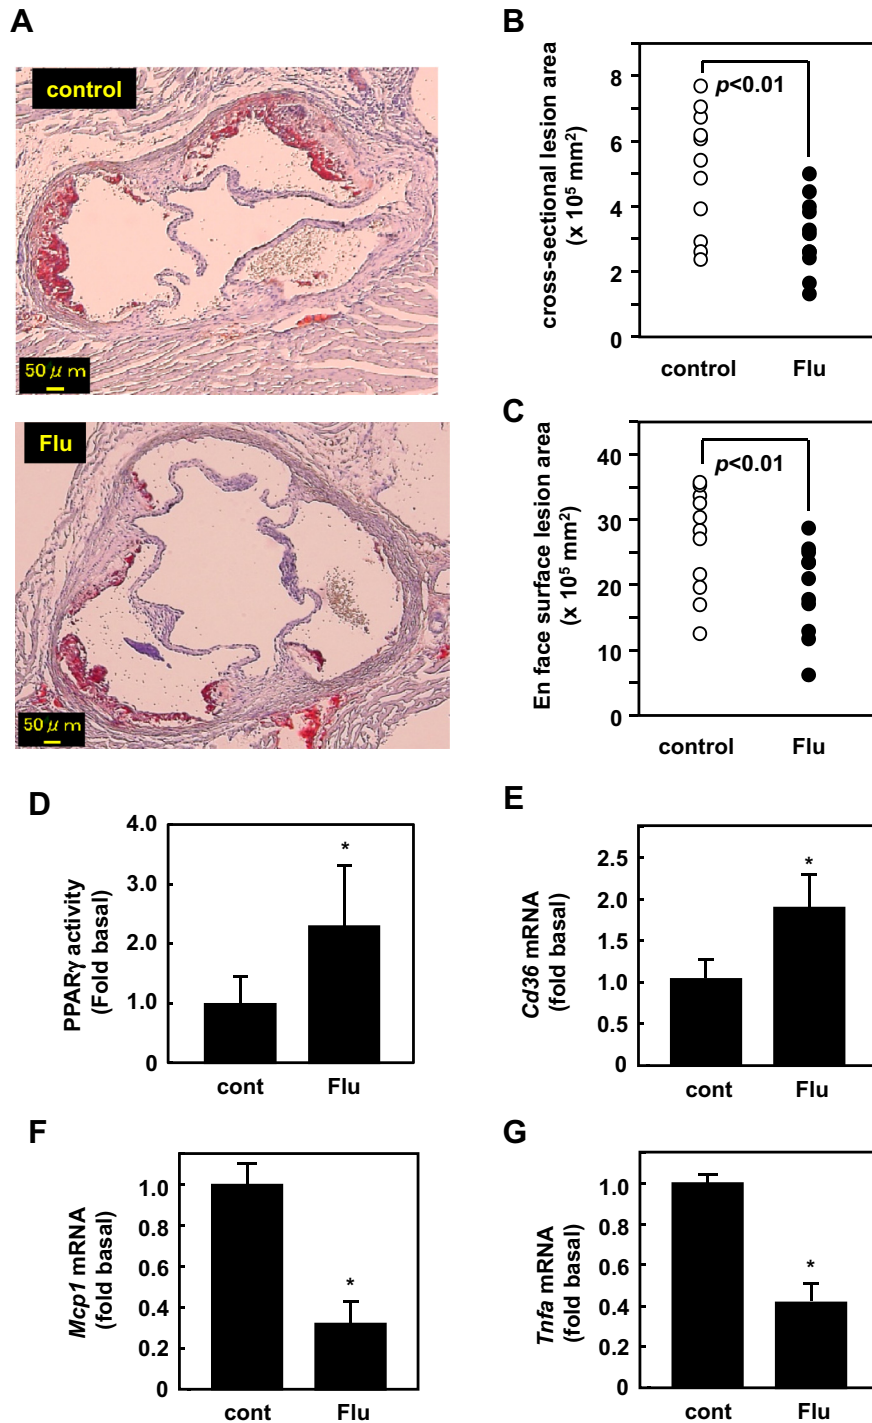 A
control
50μm
Flu
50μm
B
cross-sectional lesion area
(x 10⁵ mm²)
8
6
4
2
0
p<0.01
control Flu
C
En face surface lesion area
(x 10⁵ mm²)
40
30
20
10
0
p<0.01
control Flu
D
PPARγ activity
(Fold basal)
4.0
3.0
2.0
1.0
0
*
cont Flu
E
Cd36 mRNA
(fold basal)
2.5
2.0
1.5
1.0
0.5
0
*
cont Flu
F
Mcp1 mRNA
(fold basal)
1.0
0.8
0.6
0.4
0.2
0
*
cont Flu
G
Tnfa mRNA
(fold basal)
1.0
0.8
0.6
0.4
0.2
0
*
cont Flu